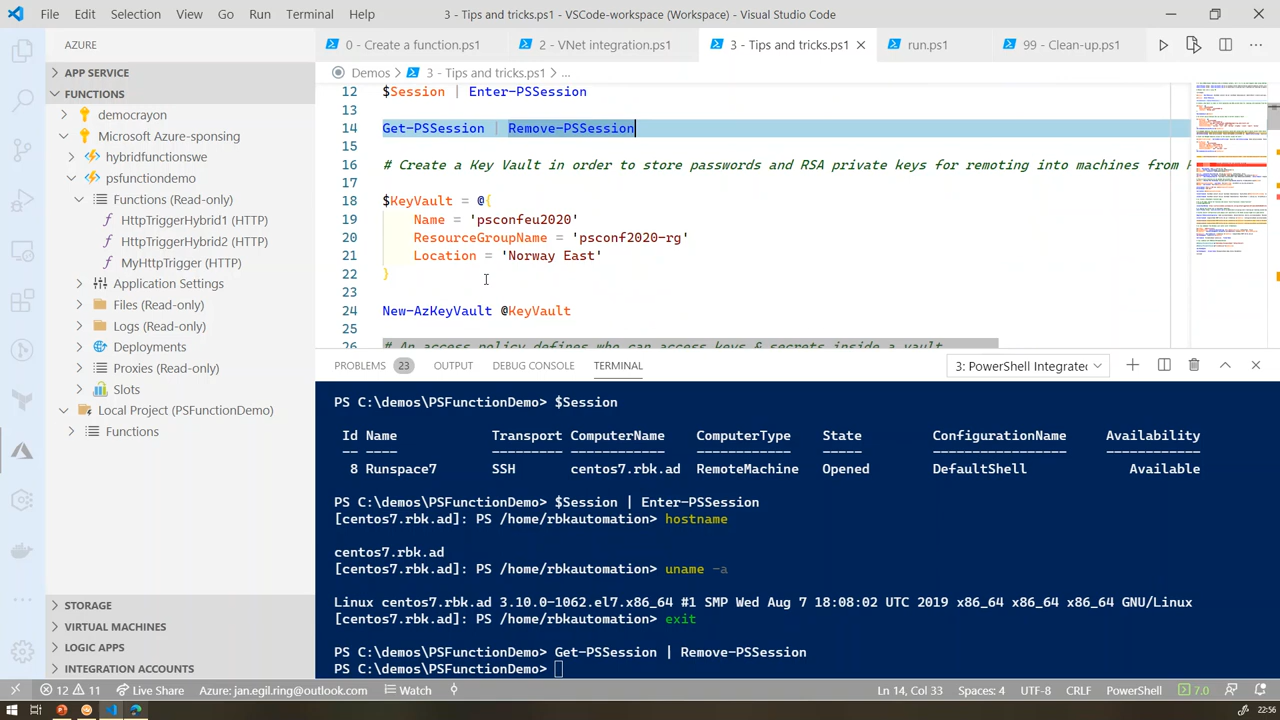 File Edit Selection View Go Run Terminal Help 3 - Tips and tricks.ps1 - VSCode-workspace (Workspace) - Visual Studio Code
AZURE
APP SERVICE
FUNCTIONS
democrayon
Microsoft Azure-sponsing
hybridfunctionswe
psfunctiondemo
Functions (Read-only)
HttpTriggerHybrid1 (HTTP)
HttpTriggerHybrid2 (HTTP)
MyHttpTrigger (HTTP)
Application Settings
Files (Read-only)
Logs (Read-only)
Deployments
Proxies (Read-only)
Slots
Local Project (PSFunctionDemo)
Functions
STORAGE
VIRTUAL MACHINES
LOGIC APPS
INTEGRATION ACCOUNTS
0 - Create a function.ps1 2 - VNet integration.ps1 3 - Tips and tricks.ps1 run.ps1 99 - Clean-up.ps1
Demos > 3 - Tips and tricks.ps1 > ...
12 $Session | Enter-PSSession
13
14 Get-PSSession Remove-PSSession
15
16 # Create a Key Vault in order to store passwords / RSA private keys for
17
18 $KeyVault = @{
19 Name =
20 = 'psconf2020-rg'
21 Location = East'
22 }
23
24 New-AzKeyVault @KeyVault
25
26 # An access policy defines who can access keys & secrets inside a vault
PROBLEMS 23 OUTPUT DEBUG CONSOLE TERMINAL 3: PowerShell Integrated
PS C:\demos\PSFunctionDemo> $Session
Id Name Transport ComputerName ComputerType State ConfigurationName Availability
-- ---- --------- ------------ ------------ ----- ----------------- ------------
8 Runspace7 SSH centos7.rbk.ad RemoteMachine Opened DefaultShell Available
PS C:\demos\PSFunctionDemo> $Session | Enter-PSSession
[centos7.rbk.ad]: PS /home/rbkautomation> hostname
centos7.rbk.ad
[centos7.rbk.ad]: PS /home/rbkautomation> uname -a
Linux centos7.rbk.ad 3.10.0-1062.el7.x86_64 #1 SMP Wed Aug 7 18:08:02 UTC 2019 x86_64 x86_64 x86_64 GNU/Linux
[centos7.rbk.ad]: PS /home/rbkautomation> exit
PS C:\demos\PSFunctionDemo> Get-PSSession | Remove-PSSession
PS C:\demos\PSFunctionDemo>
12 11 Live Share Azure: jan.egil.ring@outlook.com Watch Ln 14, Col 33 Spaces: 4 UTF-8 CRLF PowerShell 7.0
22:56